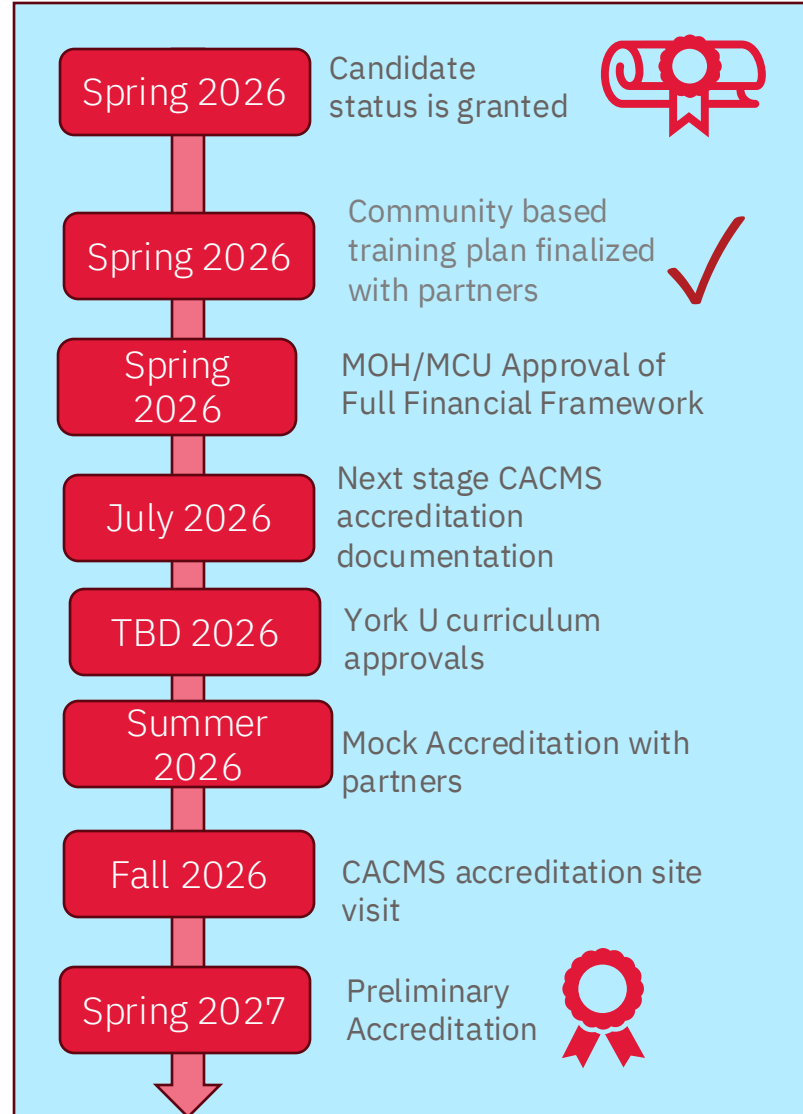 Spring 2026
Candidate
status is granted
Spring 2026
Community based
training plan finalized
with partners
Spring
2026
MOH/MCU Approval of
Full Financial Framework
July 2026
Next stage CACMS
accreditation
documentation
TBD 2026
York U curriculum
approvals
Summer
2026
Mock Accreditation with
partners
Fall 2026
CACMS accreditation site
visit
Spring 2027
Preliminary
Accreditation